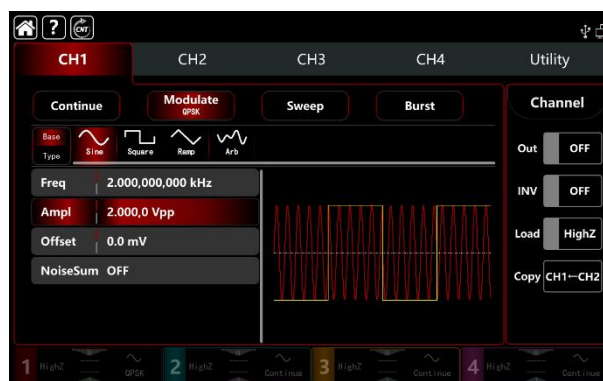 ? CNT
CH1 CH2 CH3 CH4 Utility
Continue Modulate QPSK Sweep Burst Channel
Base Type Sine Square Ramp Arb
Out OFF
Freq 2.000,000,000 kHz
INV OFF
Ampl 2.000,0 Vpp
Offset 0.0 mV
Load HighZ
NoiseSum OFF
Copy CH1←CH2
1 HighZ QPSK 2 HighZ Continue 3 HighZ Continue 4 HighZ Continue